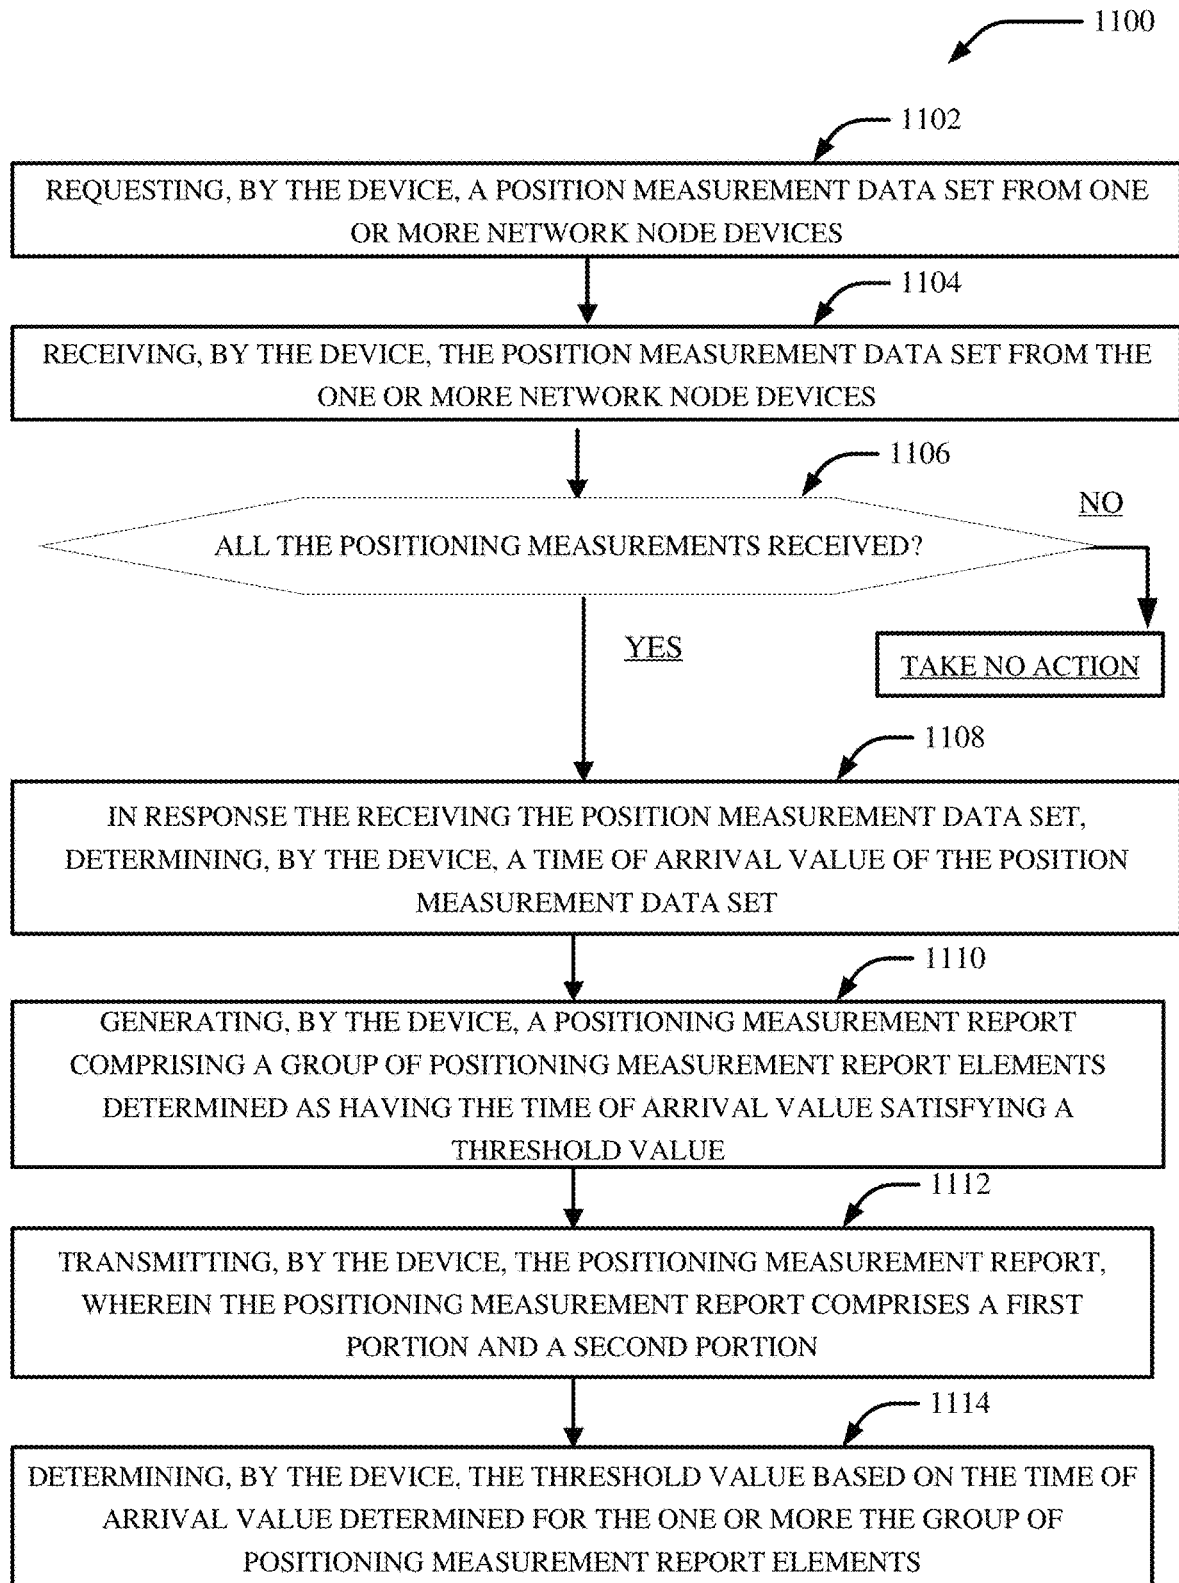 1100
1102
REQUESTING, BY THE DEVICE, A POSITION MEASUREMENT DATA SET FROM ONE
OR MORE NETWORK NODE DEVICES
1104
RECEIVING, BY THE DEVICE, THE POSITION MEASUREMENT DATA SET FROM THE
ONE OR MORE NETWORK NODE DEVICES
1106
NO
ALL THE POSITIONING MEASUREMENTS RECEIVED?
YES
TAKE NO ACTION
1108
IN RESPONSE THE RECEIVING THE POSITION MEASUREMENT DATA SET,
DETERMINING, BY THE DEVICE, A TIME OF ARRIVAL VALUE OF THE POSITION
MEASUREMENT DATA SET
1110
GENERATING, BY THE DEVICE, A POSITIONING MEASUREMENT REPORT
COMPRISING A GROUP OF POSITIONING MEASUREMENT REPORT ELEMENTS
DETERMINED AS HAVING THE TIME OF ARRIVAL VALUE SATISFYING A
THRESHOLD VALUE
1112
TRANSMITTING, BY THE DEVICE, THE POSITIONING MEASUREMENT REPORT,
WHEREIN THE POSITIONING MEASUREMENT REPORT COMPRISES A FIRST
PORTION AND A SECOND PORTION
1114
DETERMINING, BY THE DEVICE, THE THRESHOLD VALUE BASED ON THE TIME OF
ARRIVAL VALUE DETERMINED FOR THE ONE OR MORE THE GROUP OF
POSITIONING MEASUREMENT REPORT ELEMENTS